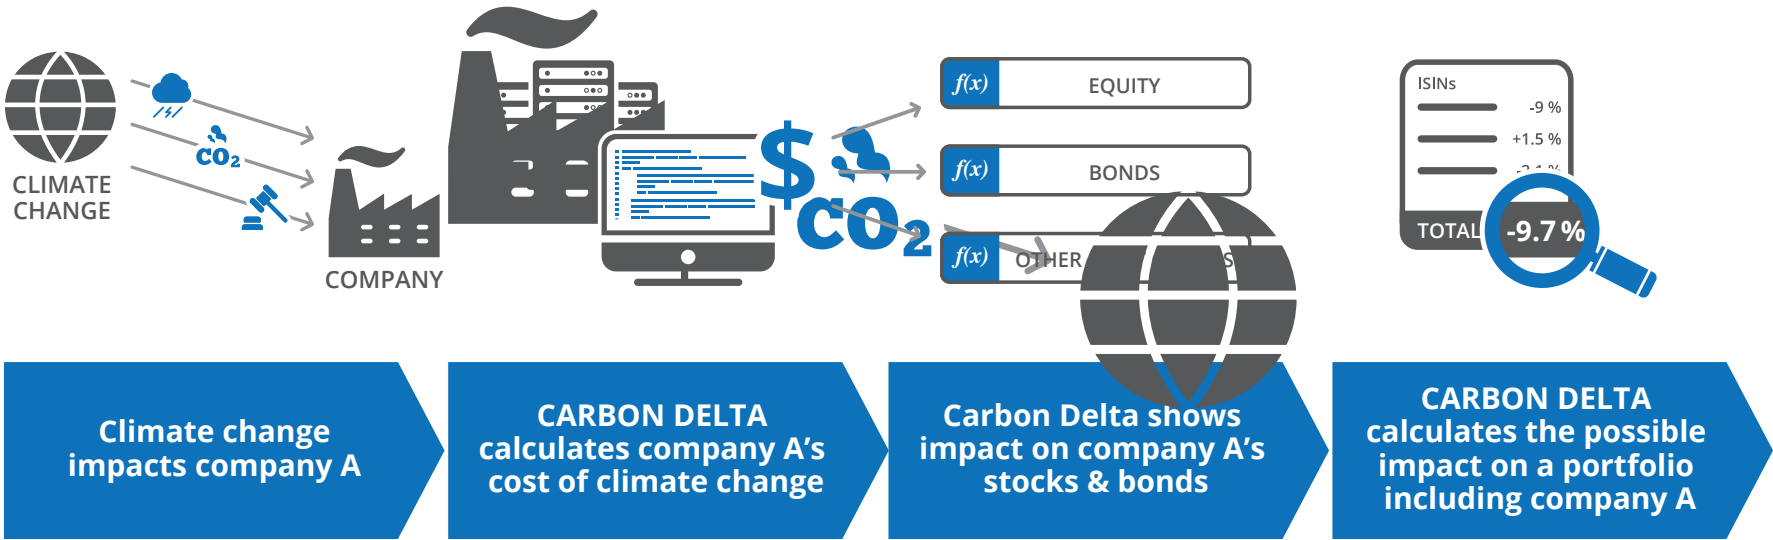 CLIMATE
CHANGE
CO₂
COMPANY
$
CO₂
f(x) EQUITY
f(x) BONDS
f(x) OTHER
ISINs
-9 %
+1.5 %
TOTAL -9.7 %
Climate change
impacts company A
CARBON DELTA
calculates company A’s
cost of climate change
Carbon Delta shows
impact on company A’s
stocks & bonds
CARBON DELTA
calculates the possible
impact on a portfolio
including company A